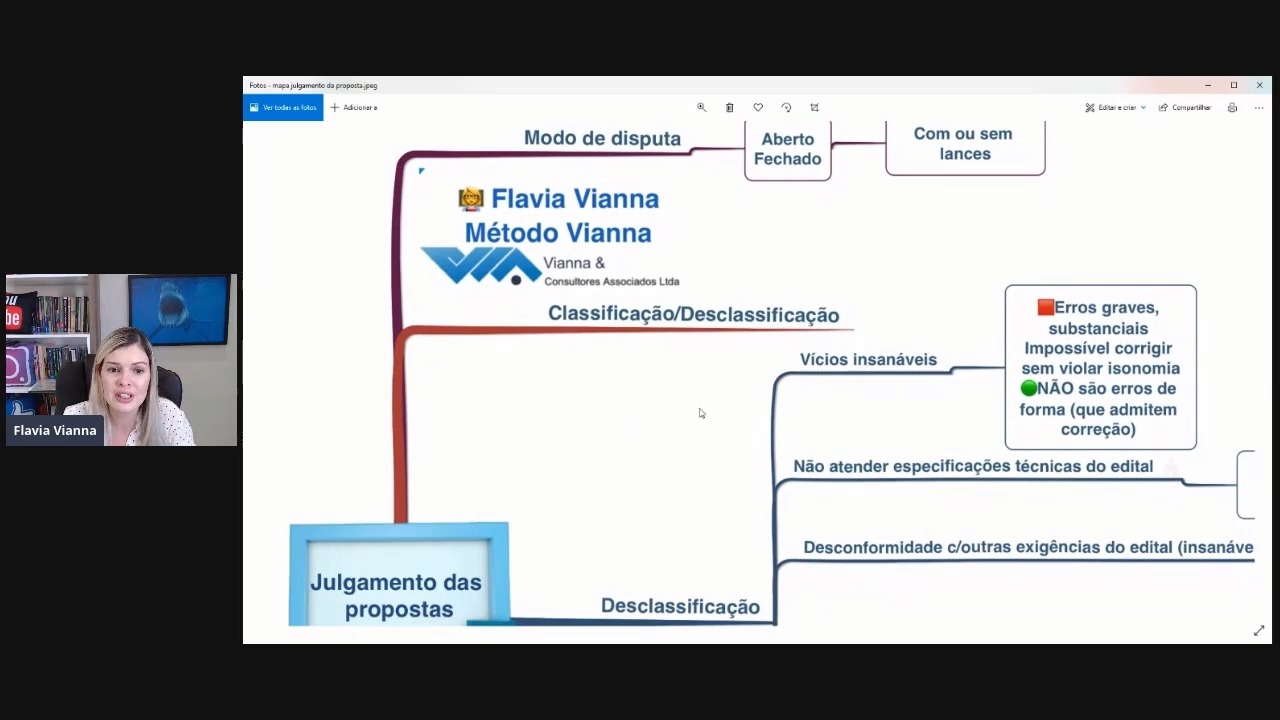 Fotos - mapa julgamento da proposta.jpeg
Ver todas as fotos
Adicionar a
Editar e criar
Compartilhar
Modo de disputa
Aberto
Fechado
Com ou sem
lances
Flavia Vianna
Método Vianna
Vianna &
Consultores Associados Ltda
Classificação/Desclassificação
Vícios insanáveis
Erros graves,
substanciais
Impossível corrigir
sem violar isonomia
NÃO são erros de
forma (que admitem
correção)
Não atender especificações técnicas do edital
Desconformidade c/outras exigências do edital (insanáve
Desclassificação
Julgamento das
propostas
Flavia Vianna